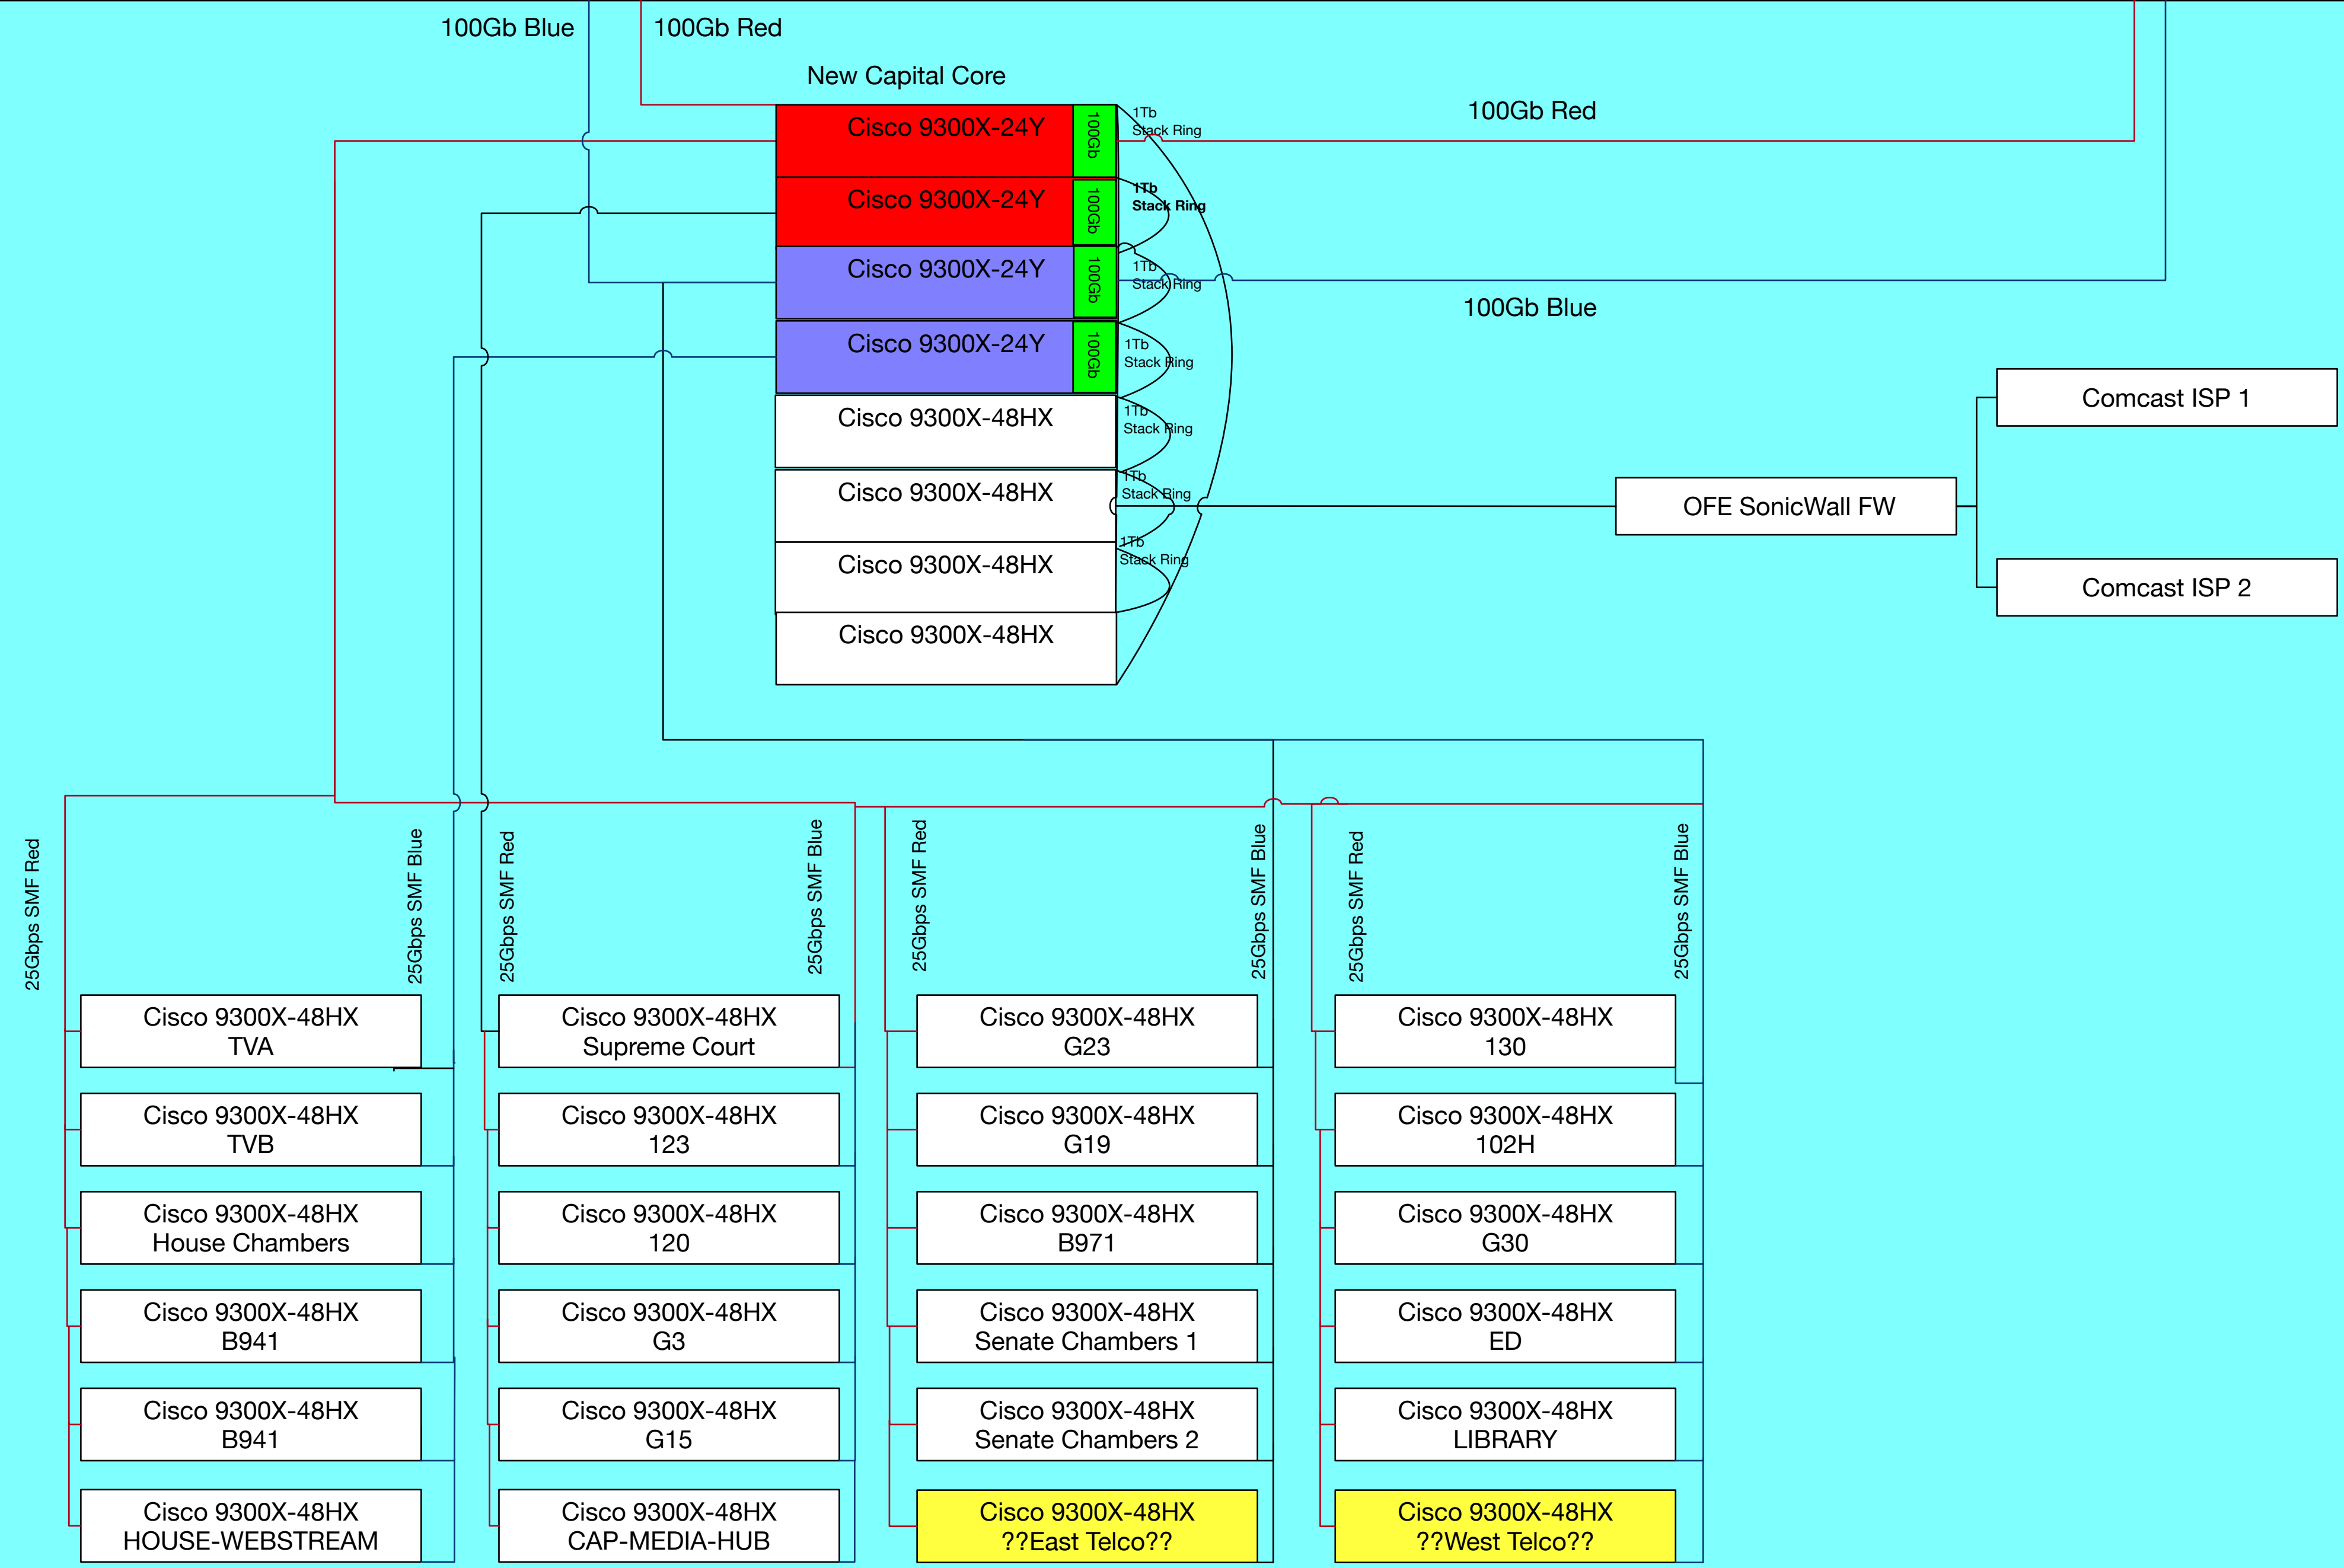 100Gb Blue
100Gb Red
New Capital Core
Cisco 9300X-24Y
100Gb
1Tb
Stack Ring
100Gb Red
Cisco 9300X-24Y
100Gb
1Tb
Stack Ring
Cisco 9300X-24Y
100Gb
1Tb
Stack Ring
100Gb Blue
Cisco 9300X-24Y
100Gb
1Tb
Stack Ring
Cisco 9300X-48HX
1Tb
Stack Ring
Cisco 9300X-48HX
1Tb
Stack Ring
Cisco 9300X-48HX
1Tb
Stack Ring
Cisco 9300X-48HX
OFE SonicWall FW
Comcast ISP 1
Comcast ISP 2
25Gbps SMF Red
25Gbps SMF Blue
25Gbps SMF Red
25Gbps SMF Blue
25Gbps SMF Red
25Gbps SMF Blue
25Gbps SMF Red
25Gbps SMF Blue
Cisco 9300X-48HX
TVA
Cisco 9300X-48HX
TVB
Cisco 9300X-48HX
House Chambers
Cisco 9300X-48HX
B941
Cisco 9300X-48HX
B941
Cisco 9300X-48HX
HOUSE-WEBSTREAM
Cisco 9300X-48HX
Supreme Court
Cisco 9300X-48HX
123
Cisco 9300X-48HX
120
Cisco 9300X-48HX
G3
Cisco 9300X-48HX
G15
Cisco 9300X-48HX
CAP-MEDIA-HUB
Cisco 9300X-48HX
G23
Cisco 9300X-48HX
G19
Cisco 9300X-48HX
B971
Cisco 9300X-48HX
Senate Chambers 1
Cisco 9300X-48HX
Senate Chambers 2
Cisco 9300X-48HX
??East Telco??
Cisco 9300X-48HX
130
Cisco 9300X-48HX
102H
Cisco 9300X-48HX
G30
Cisco 9300X-48HX
ED
Cisco 9300X-48HX
LIBRARY
Cisco 9300X-48HX
??West Telco??